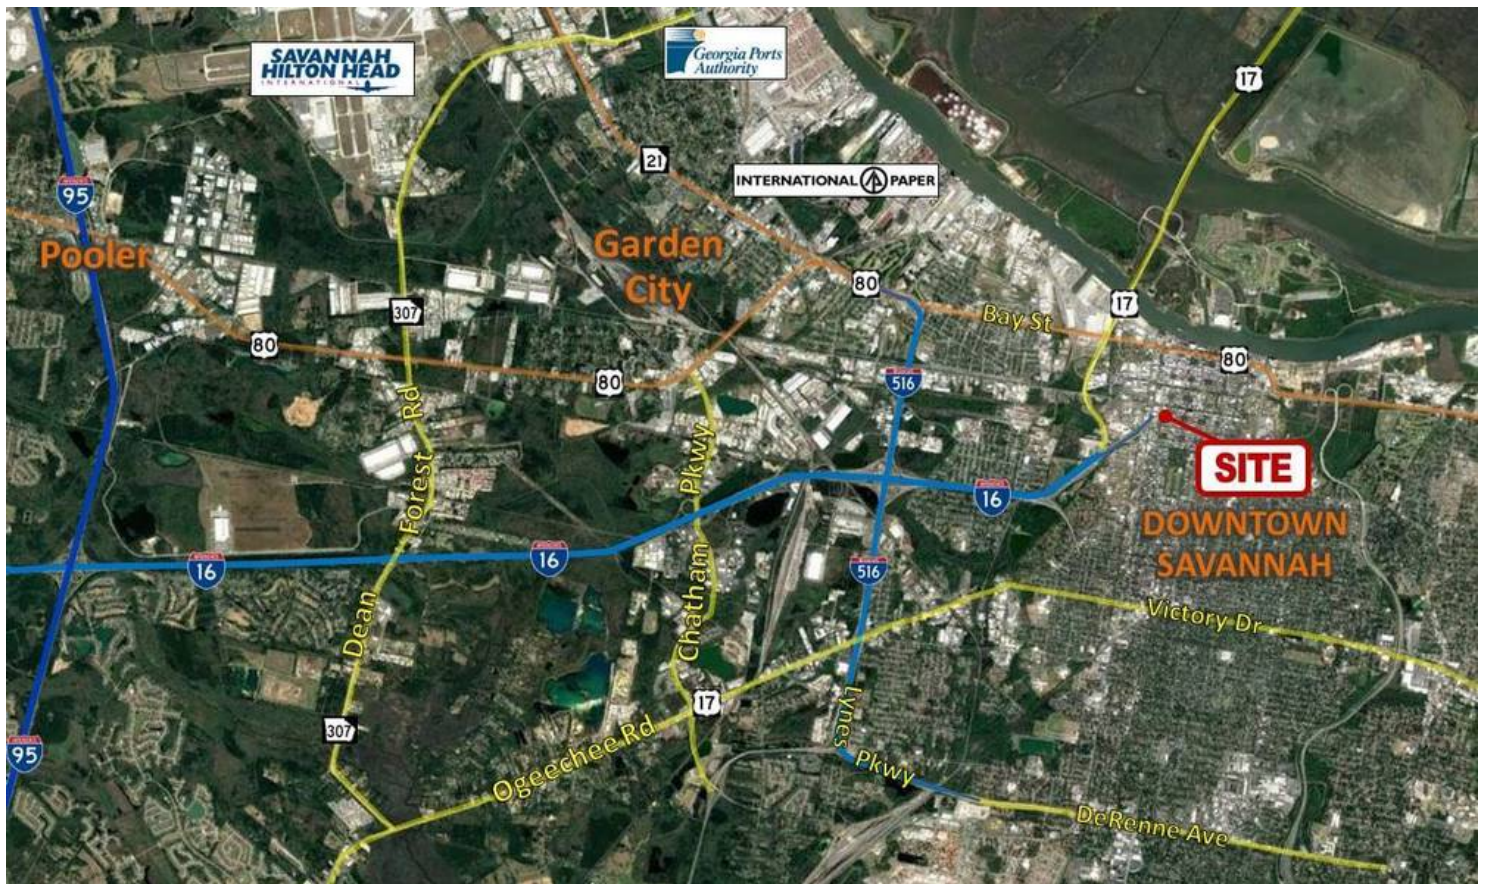 SAVANNAH
HILTON HEAD
INTERNATIONAL
Georgia Ports
Authority
17
21
INTERNATIONAL PAPER
95
Pooler
Garden
City
80
17
307
Bay St
80
80
80
516
Dean Forest Rd
Chatham Pkwy
SITE
16
DOWNTOWN
SAVANNAH
16
16
516
Victory Dr
17
307
Lynes Pkwy
95
Ogeechee Rd
DeRenne Ave